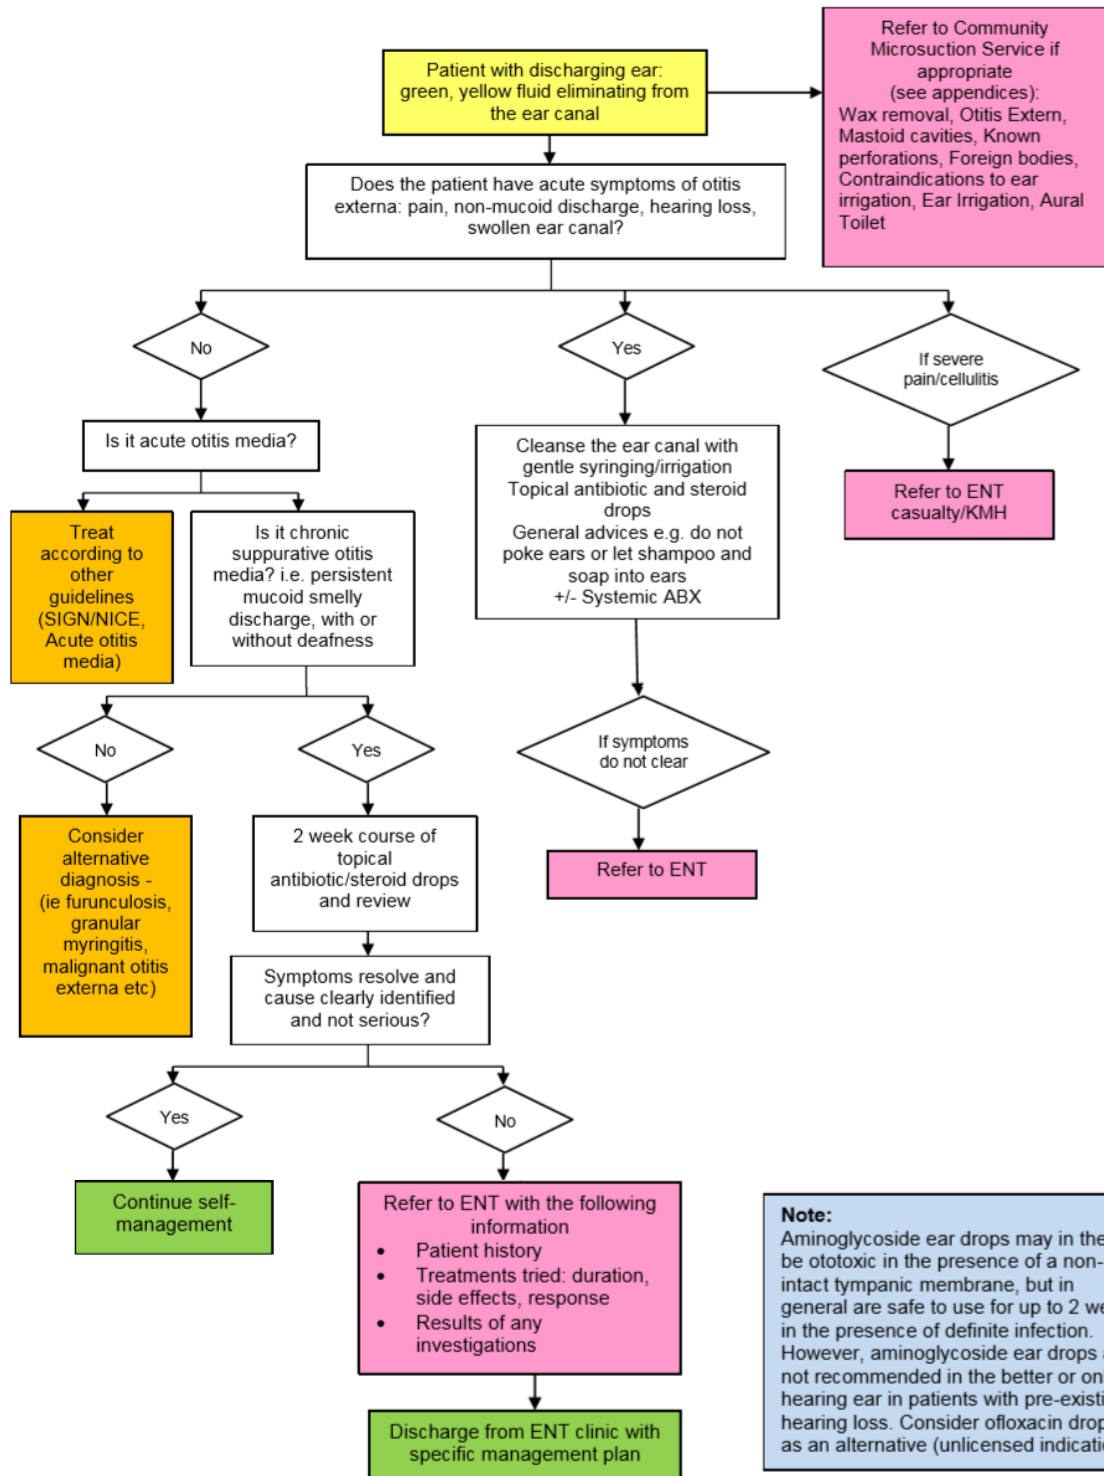 Patient with discharging ear:
green, yellow fluid eliminating from
the ear canal
Refer to Community
Microsuction Service if
appropriate
(see appendices):
Wax removal, Otitis Extern,
Mastoid cavities, Known
perforations, Foreign bodies,
Contraindications to ear
irrigation, Ear Irrigation, Aural
Toilet
Does the patient have acute symptoms of otitis
externa: pain, non-mucoid discharge, hearing loss,
swollen ear canal?
No
Yes
If severe
pain/cellulitis
Is it acute otitis media?
Cleanse the ear canal with
gentle syringing/irrigation
Topical antibiotic and steroid
drops
General advices e.g. do not
poke ears or let shampoo and
soap into ears
+/- Systemic ABX
Refer to ENT
casualty/KMH
Treat
according to
other
guidelines
(SIGN/NICE,
Acute otitis
media)
Is it chronic
suppurative otitis
media? i.e. persistent
mucoid smelly
discharge, with or
without deafness
No
Yes
If symptoms
do not clear
Consider
alternative
diagnosis -
(ie furunculosis,
granular
myringitis,
malignant otitis
externa etc)
2 week course of
topical
antibiotic/steroid drops
and review
Refer to ENT
Symptoms resolve and
cause clearly identified
and not serious?
Yes
No
Continue self-
management
Refer to ENT with the following
information
• Patient history
• Treatments tried: duration,
side effects, response
• Results of any
investigations
Discharge from ENT clinic with
specific management plan
Note:
Aminoglycoside ear drops may in
be ototoxic in the presence of a non-
intact tympanic membrane, but in
general are safe to use for up to 2
in the presence of definite infection.
However, aminoglycoside ear drops
not recommended in the better or
hearing ear in patients with
hearing loss. Consider ofloxacin
as an alternative (unlicensed